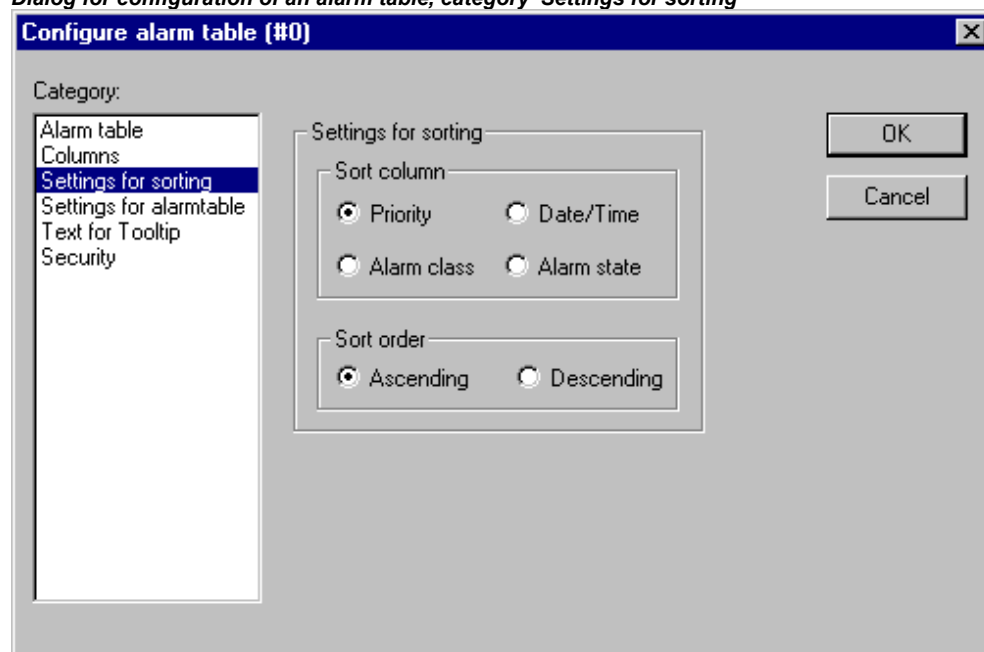 Dialog for configuration of an alarm table, category 'Settings for sorting'
Configure alarm table (#0)
Category:
Alarm table
Columns
Settings for sorting
Settings for alarmtable
Text for Tooltip
Security
Settings for sorting
Sort column
Priority
Date/Time
Alarm class
Alarm state
Sort order
Ascending
Descending
OK
Cancel